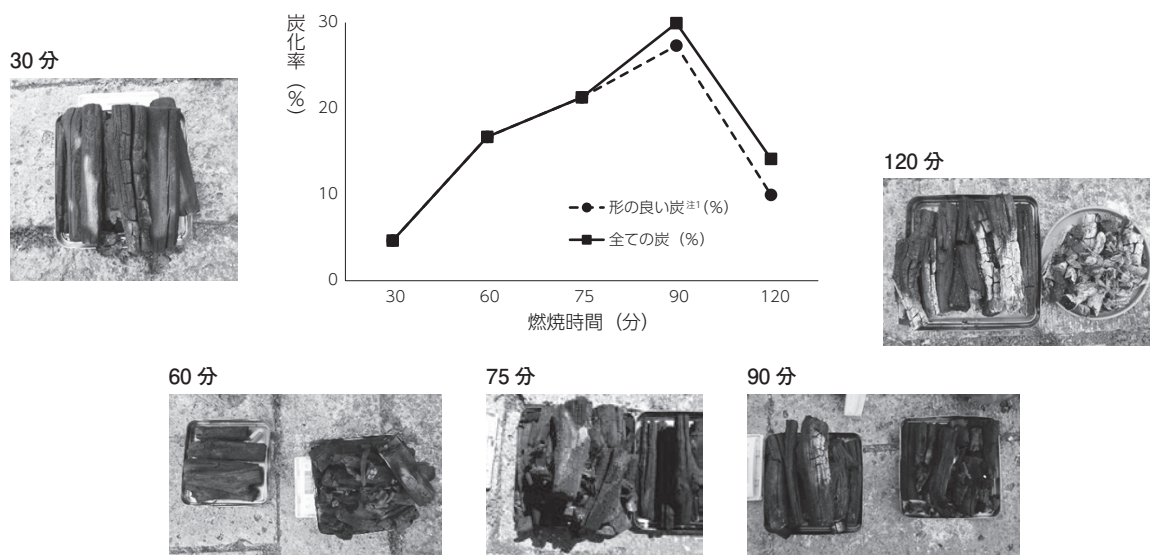 30 分
炭化率（%）
30
20
10
0
形の良い炭注1（%）
全ての炭（%）
30 60 75 90 120
燃焼時間（分）
120 分
60 分 75 分 90 分